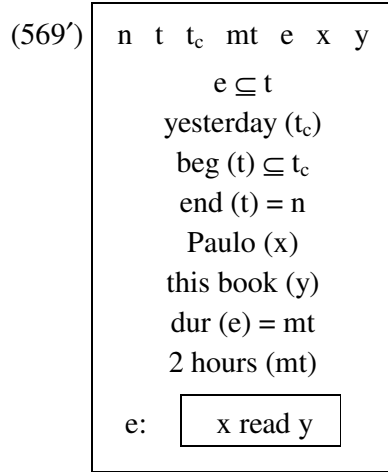 (569′) n t t_c mt e x y
e ⊆ t
yesterday (t_c)
beg (t) ⊆ t_c
end (t) = n
Paulo (x)
this book (y)
dur (e) = mt
2 hours (mt)
e: x read y